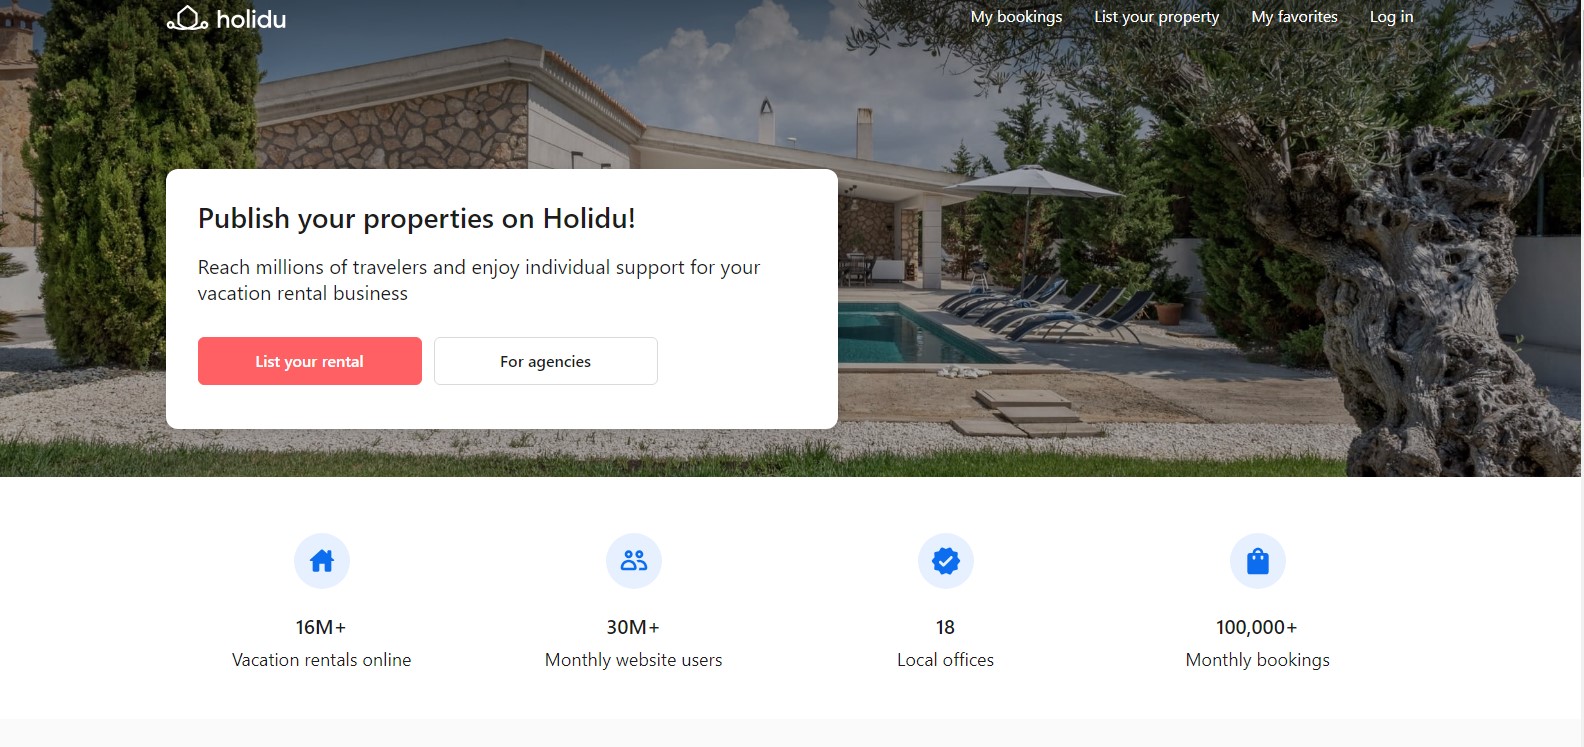 holidu
My bookings
List your property
My favorites
Log in
Publish your properties on Holidu!
Reach millions of travelers and enjoy individual support for your
vacation rental business
List your rental
For agencies
16M+
Vacation rentals online
30M+
Monthly website users
18
Local offices
100,000+
Monthly bookings